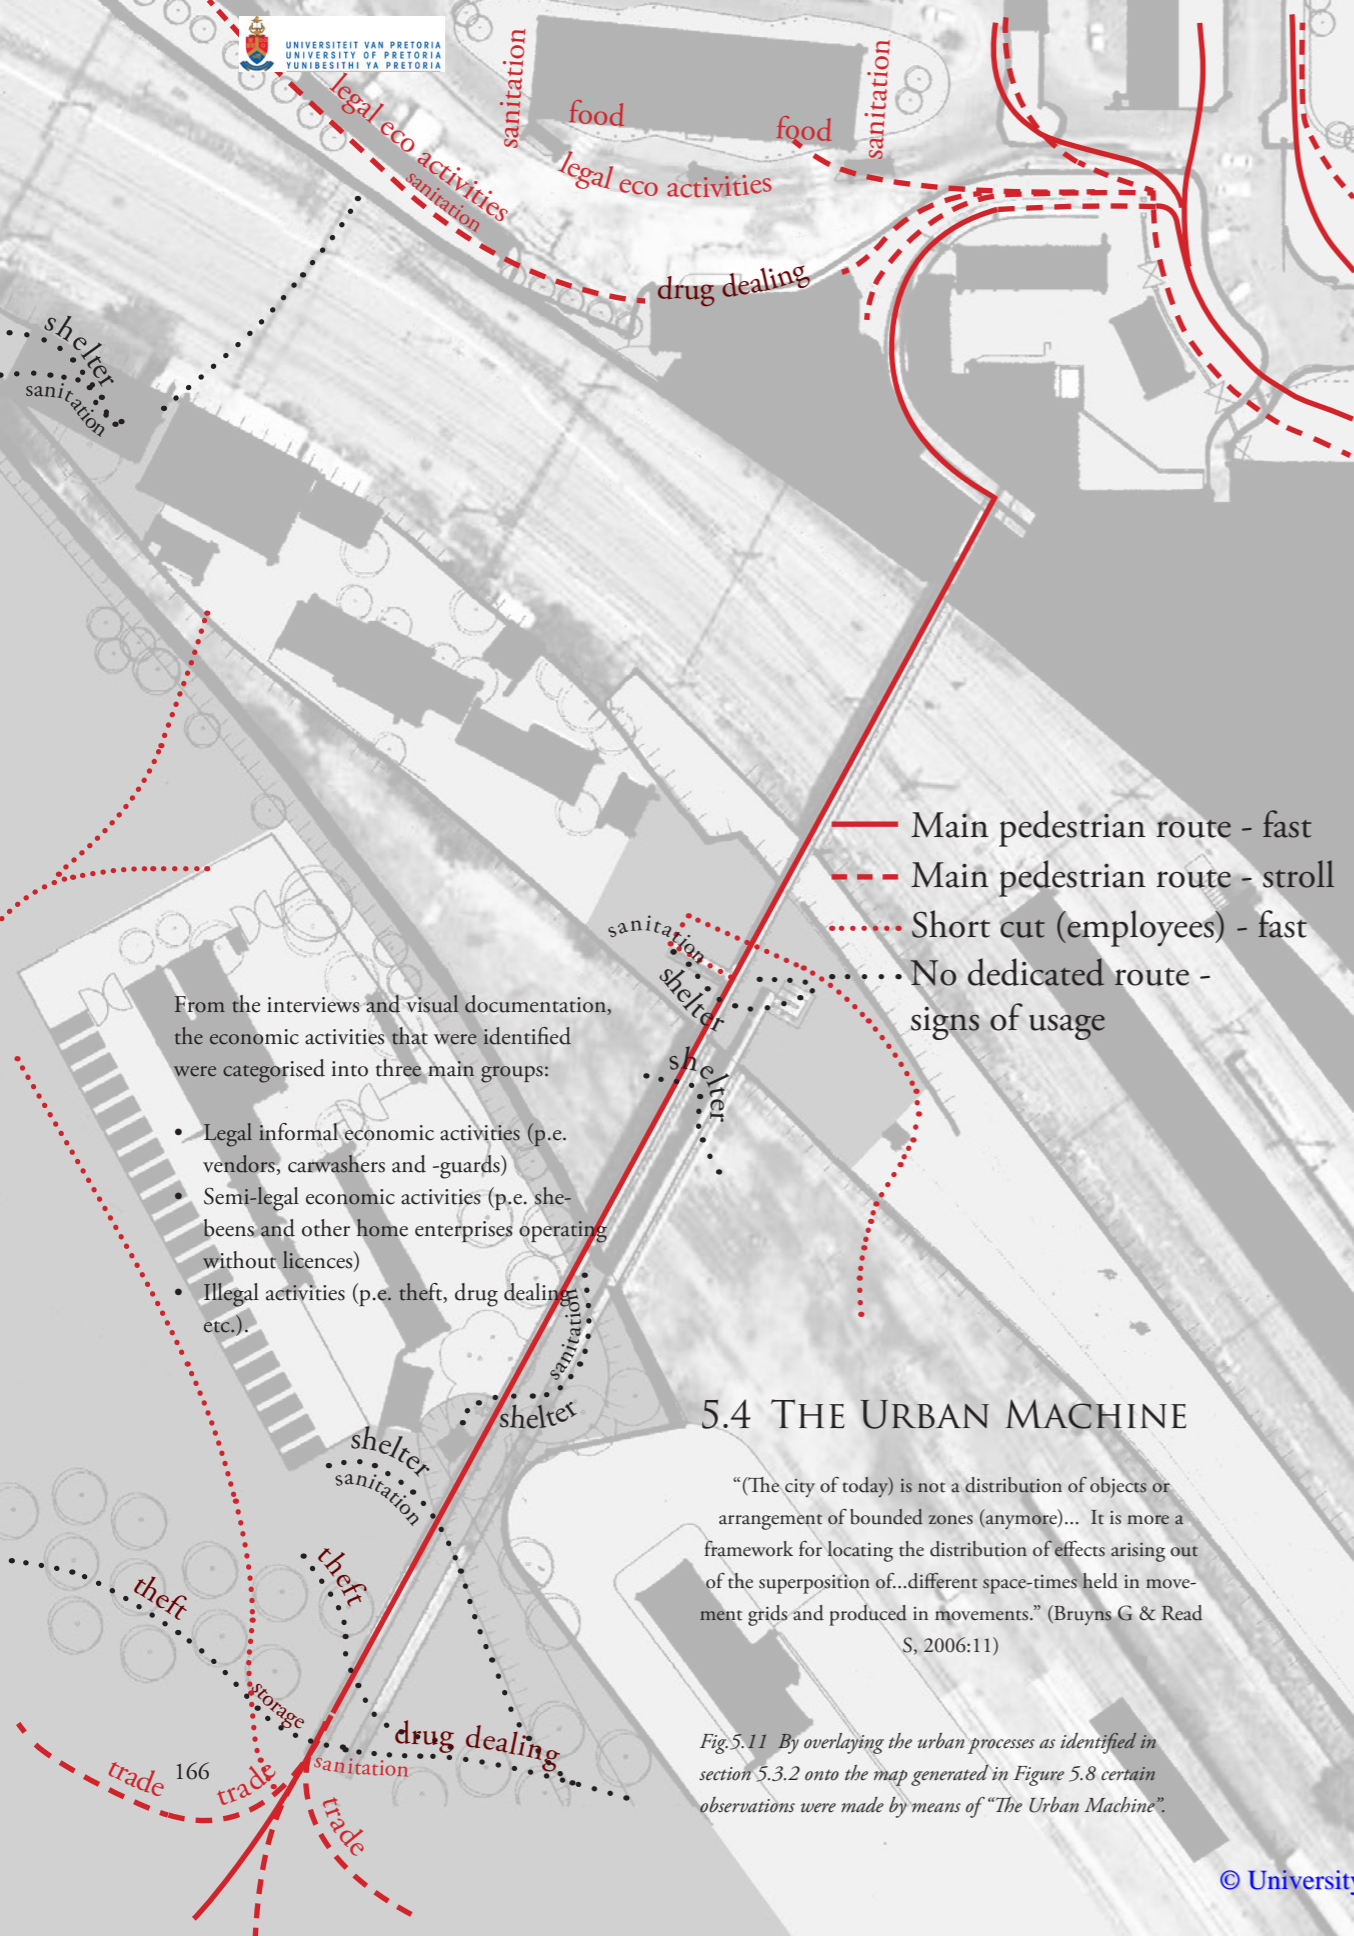 UNIVERSITEIT VAN PRETORIA
UNIVERSITY OF PRETORIA
YUNIBESITHI YA PRETORIA
legal eco activities
sanitation
sanitation
food
food
sanitation
legal eco activities
drug dealing
shelter
sanitation
Main pedestrian route - fast
Main pedestrian route - stroll
Short cut (employees) - fast
No dedicated route -
signs of usage
sanitation
shelter
shelter
From the interviews and visual documentation,
the economic activities that were identified
were categorised into three main groups:
• Legal informal economic activities (p.e.
vendors, carwashers and -guards)
• Semi-legal economic activities (p.e. she-
beens and other home enterprises operating
without licences)
• Illegal activities (p.e. theft, drug dealing
etc.).
sanitation
shelter
shelter
sanitation
5.4 THE URBAN MACHINE
“(The city of today) is not a distribution of objects or
arrangement of bounded zones (anymore)... It is more a
framework for locating the distribution of effects arising out
of the superposition of...different space-times held in move-
ment grids and produced in movements.” (Bruyns G & Read
S, 2006:11)
theft
theft
storage
drug dealing
sanitation
trade
166
trade
trade
Fig.5.11 By overlaying the urban processes as identified in
section 5.3.2 onto the map generated in Figure 5.8 certain
observations were made by means of “The Urban Machine”.
© University